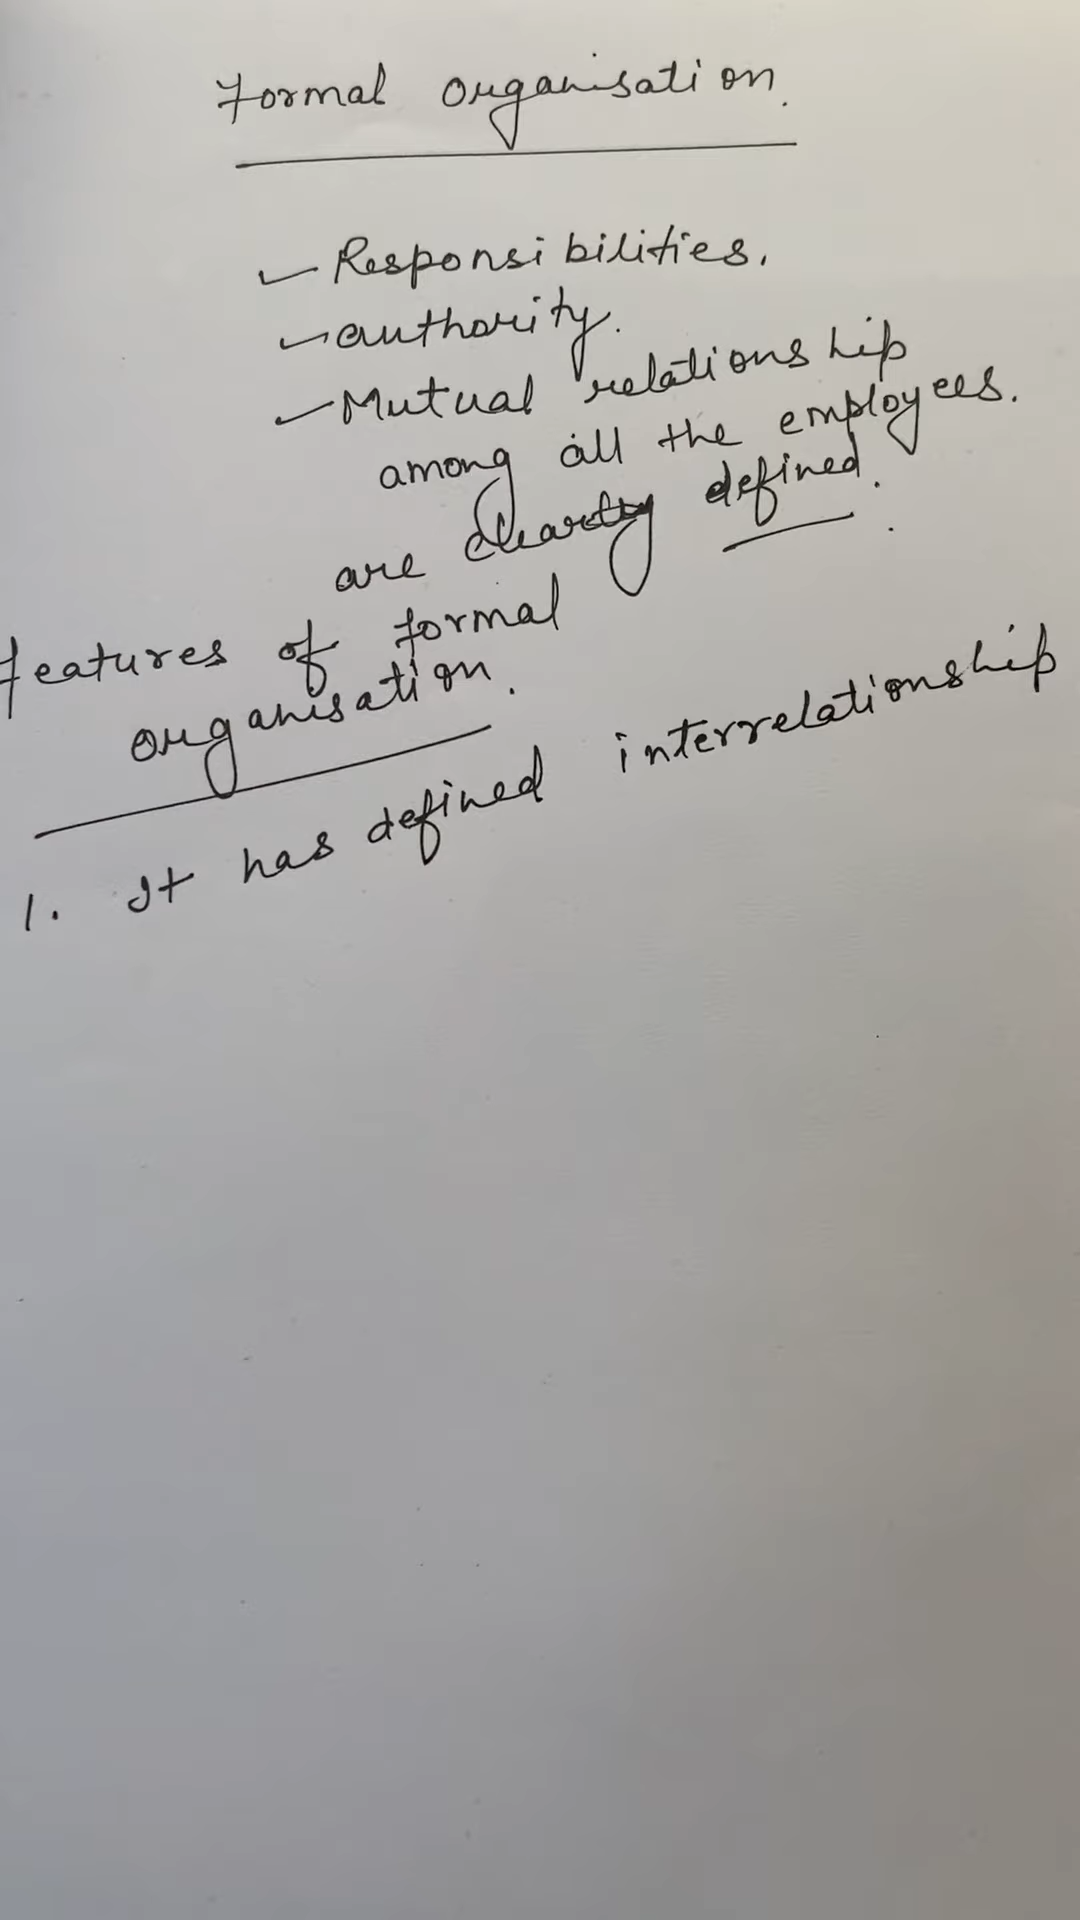 Formal organisation.
- Responsibilities.
- authority.
- Mutual relationship
among all the employees.
are clearly defined.
features of formal
organisation.
1. It has defined interrelationship